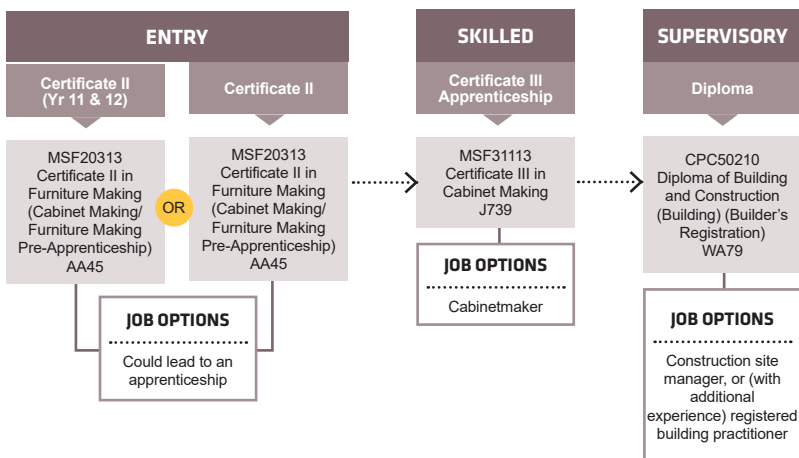 ENTRY
Certificate II
(Yr 11 & 12)
Certificate II
MSF20313
Certificate II in
Furniture Making
(Cabinet Making/
Furniture Making
Pre-Apprenticeship)
AA45
OR
MSF20313
Certificate II in
Furniture Making
(Cabinet Making/
Furniture Making
Pre-Apprenticeship)
AA45
JOB OPTIONS
Could lead to an
apprenticeship
SKILLED
Certificate III
Apprenticeship
MSF31113
Certificate III in
Cabinet Making
J739
JOB OPTIONS
Cabinetmaker
SUPERVISORY
Diploma
CPC50210
Diploma of Building
and Construction
(Building) (Builder’s
Registration)
WA79
JOB OPTIONS
Construction site
manager, or (with
additional
experience) registered
building practitioner